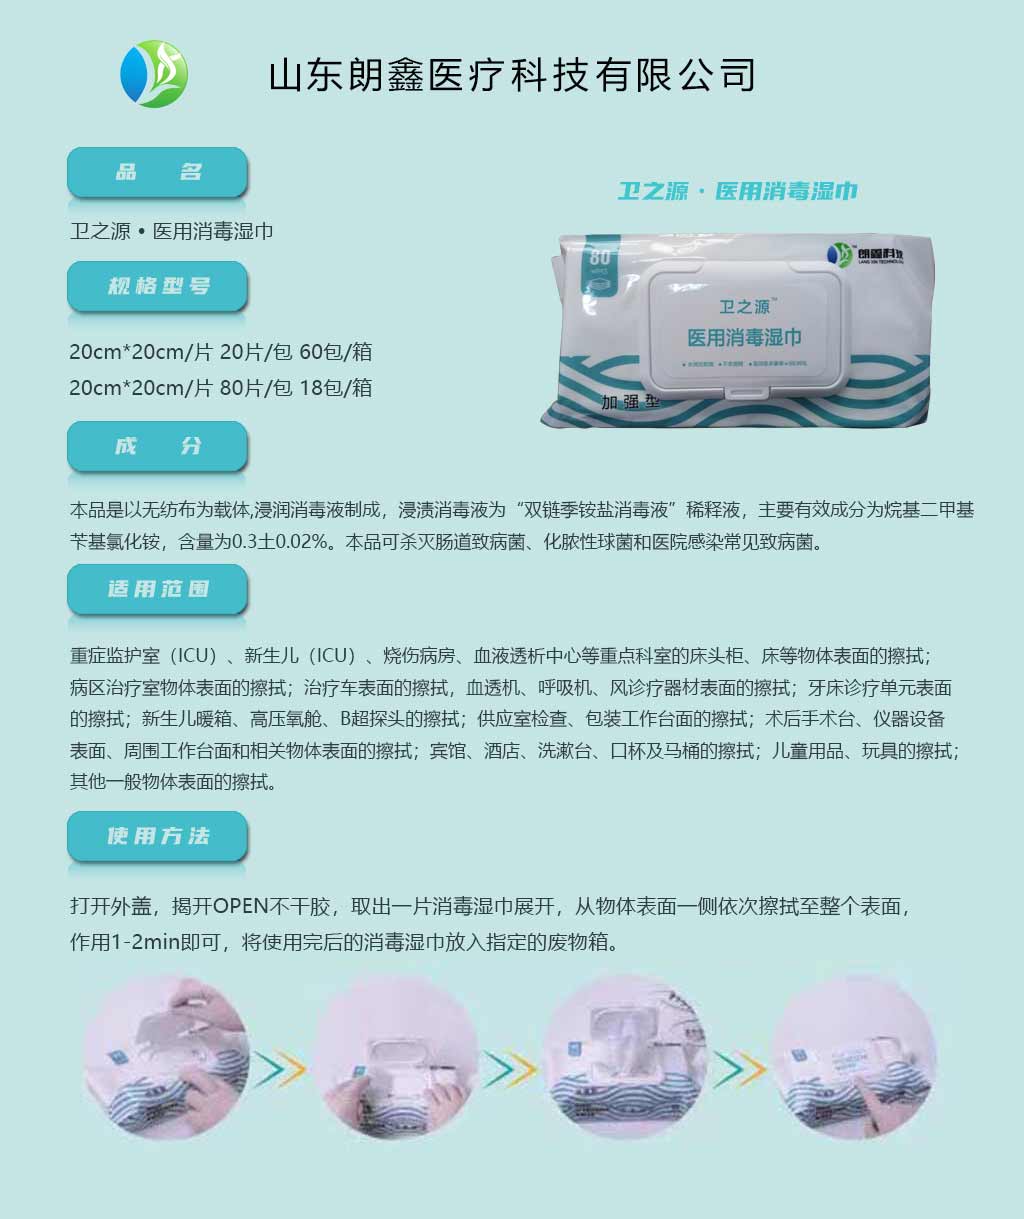 山东朗鑫医疗科技有限公司
品 名
卫之源·医用消毒湿巾
卫之源•医用消毒湿巾
80
朗鑫科技
LANG XIN TECHNOLOGY
卫之源™
医用消毒湿巾
加强型
规格型号
20cm*20cm/片 20片/包 60包/箱
20cm*20cm/片 80片/包 18包/箱
成 分
本品是以无纺布为载体,浸润消毒液制成，浸渍消毒液为“双链季铵盐消毒液”稀释液，主要有效成分为烷基二甲基
苄基氯化铵，含量为0.3土0.02%。本品可杀灭肠道致病菌、化脓性球菌和医院感染常见致病菌。
适用范围
重症监护室（ICU）、新生儿（ICU）、烧伤病房、血液透析中心等重点科室的床头柜、床等物体表面的擦拭；
病区治疗室物体表面的擦拭；治疗车表面的擦拭，血透机、呼吸机、风诊疗器材表面的擦拭；牙床诊疗单元表面
的擦拭；新生儿暖箱、高压氧舱、B超探头的擦拭；供应室检查、包装工作台面的擦拭；术后手术台、仪器设备
表面、周围工作台面和相关物体表面的擦拭；宾馆、酒店、洗漱台、口杯及马桶的擦拭；儿童用品、玩具的擦拭；
其他一般物体表面的擦拭。
使用方法
打开外盖，揭开OPEN不干胶，取出一片消毒湿巾展开，从物体表面一侧依次擦拭至整个表面，
作用1-2min即可，将使用完后的消毒湿巾放入指定的废物箱。